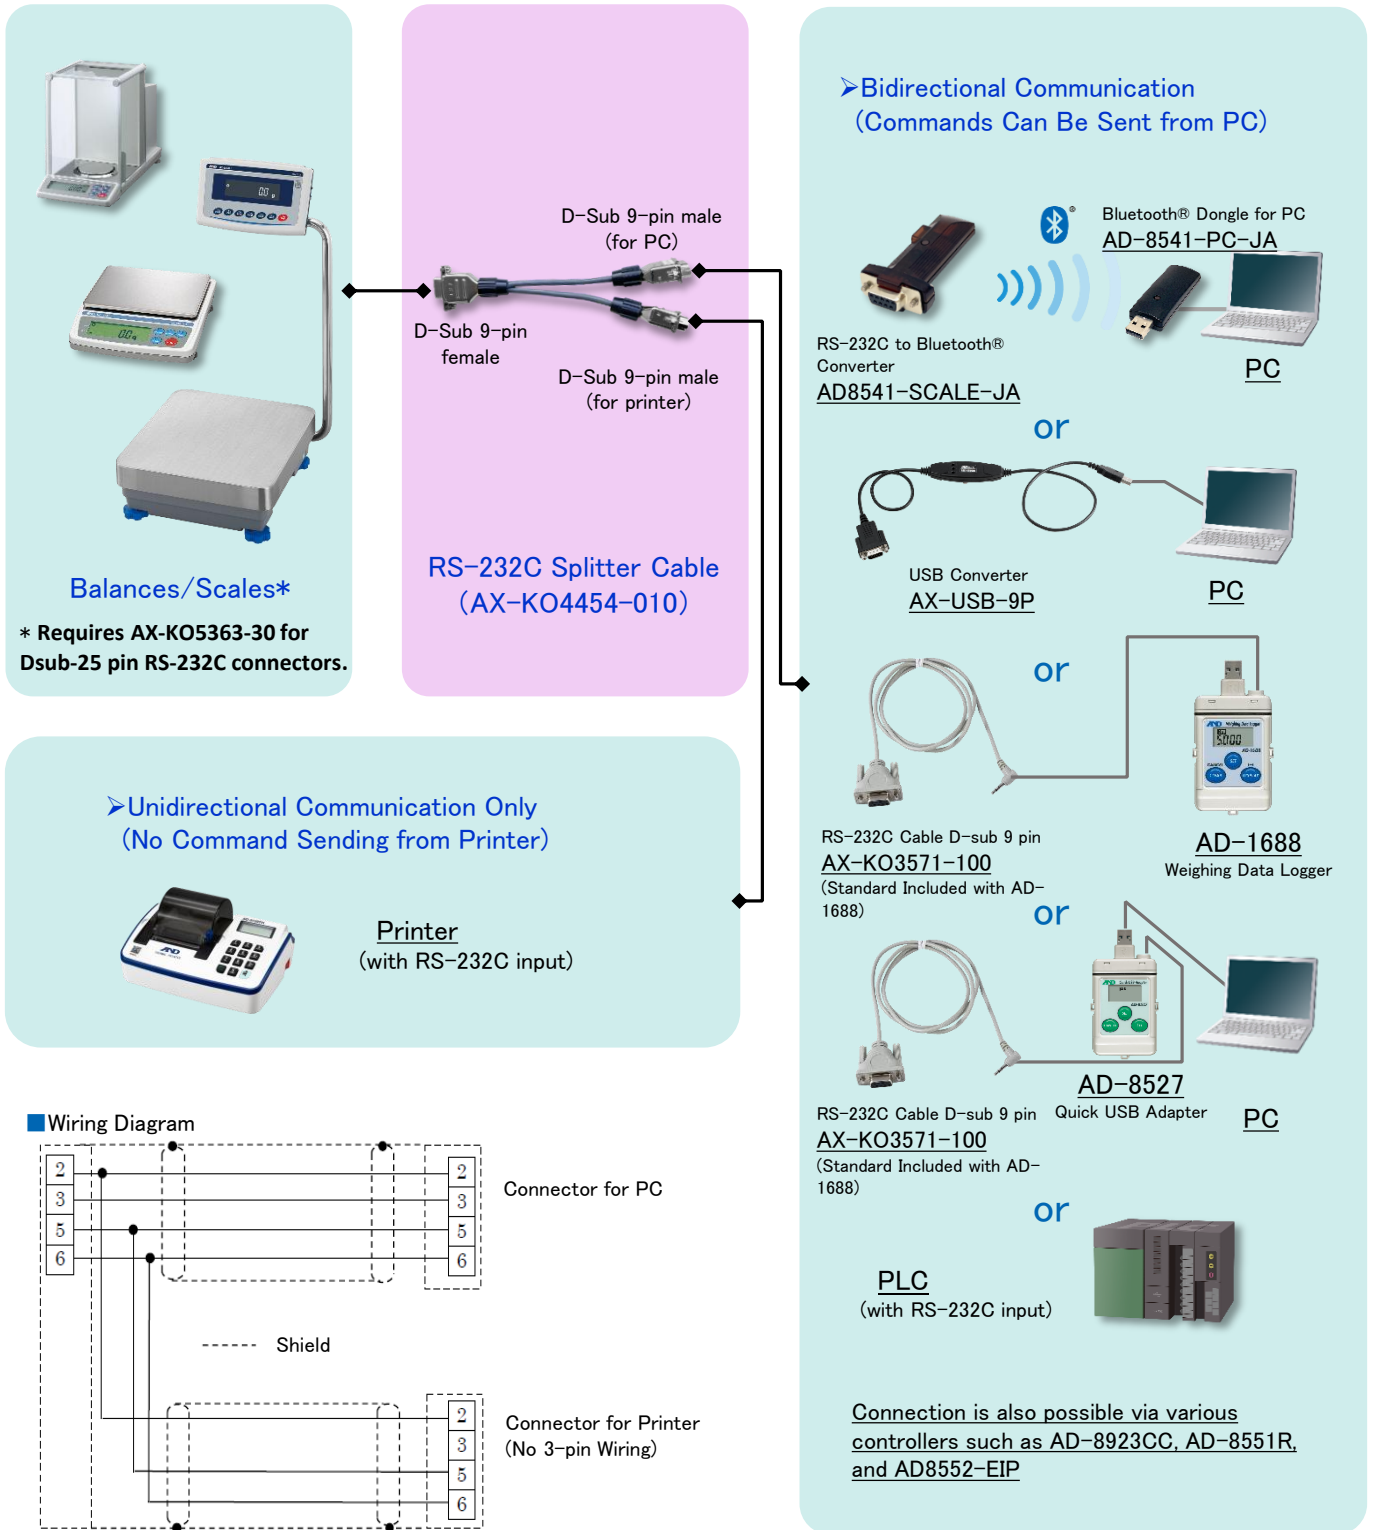 Balances/Scales*
* Requires AX-KO5363-30 for
Dsub-25 pin RS-232C connectors.
D-Sub 9-pin male
(for PC)
D-Sub 9-pin
female
D-Sub 9-pin male
(for printer)
RS-232C Splitter Cable
(AX-KO4454-010)
➢Bidirectional Communication
(Commands Can Be Sent from PC)
Bluetooth® Dongle for PC
AD-8541-PC-JA
RS-232C to Bluetooth®
Converter
AD8541-SCALE-JA
PC
or
USB Converter
AX-USB-9P
PC
or
RS-232C Cable D-sub 9 pin
AX-KO3571-100
(Standard Included with AD-
1688)
AD-1688
Weighing Data Logger
or
AD-8527
Quick USB Adapter
PC
RS-232C Cable D-sub 9 pin
AX-KO3571-100
(Standard Included with AD-
1688)
or
PLC
(with RS-232C input)
Connection is also possible via various
controllers such as AD-8923CC, AD-8551R,
and AD8552-EIP
➢Unidirectional Communication Only
(No Command Sending from Printer)
Printer
(with RS-232C input)
■Wiring Diagram
2
3
5
6
2
3
5
6
Connector for PC
Shield
2
3
5
6
Connector for Printer
(No 3-pin Wiring)